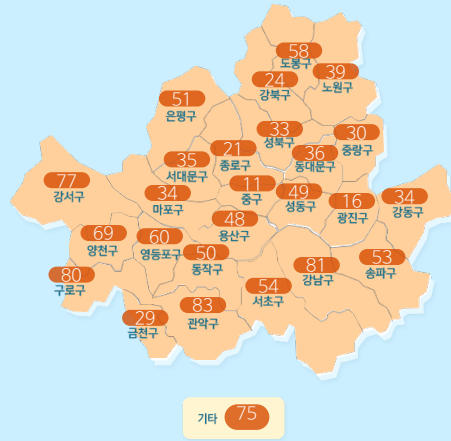 58
도봉구
24
강북구
39
노원구
51
은평구
33
성북구
30
중랑구
21
종로구
36
동대문구
35
서대문구
77
강서구
34
마포구
11
중구
49
성동구
16
광진구
34
강동구
48
용산구
69
양천구
60
영등포구
50
동작구
53
송파구
81
강남구
80
구로구
54
서초구
83
관악구
29
금천구
기타 75